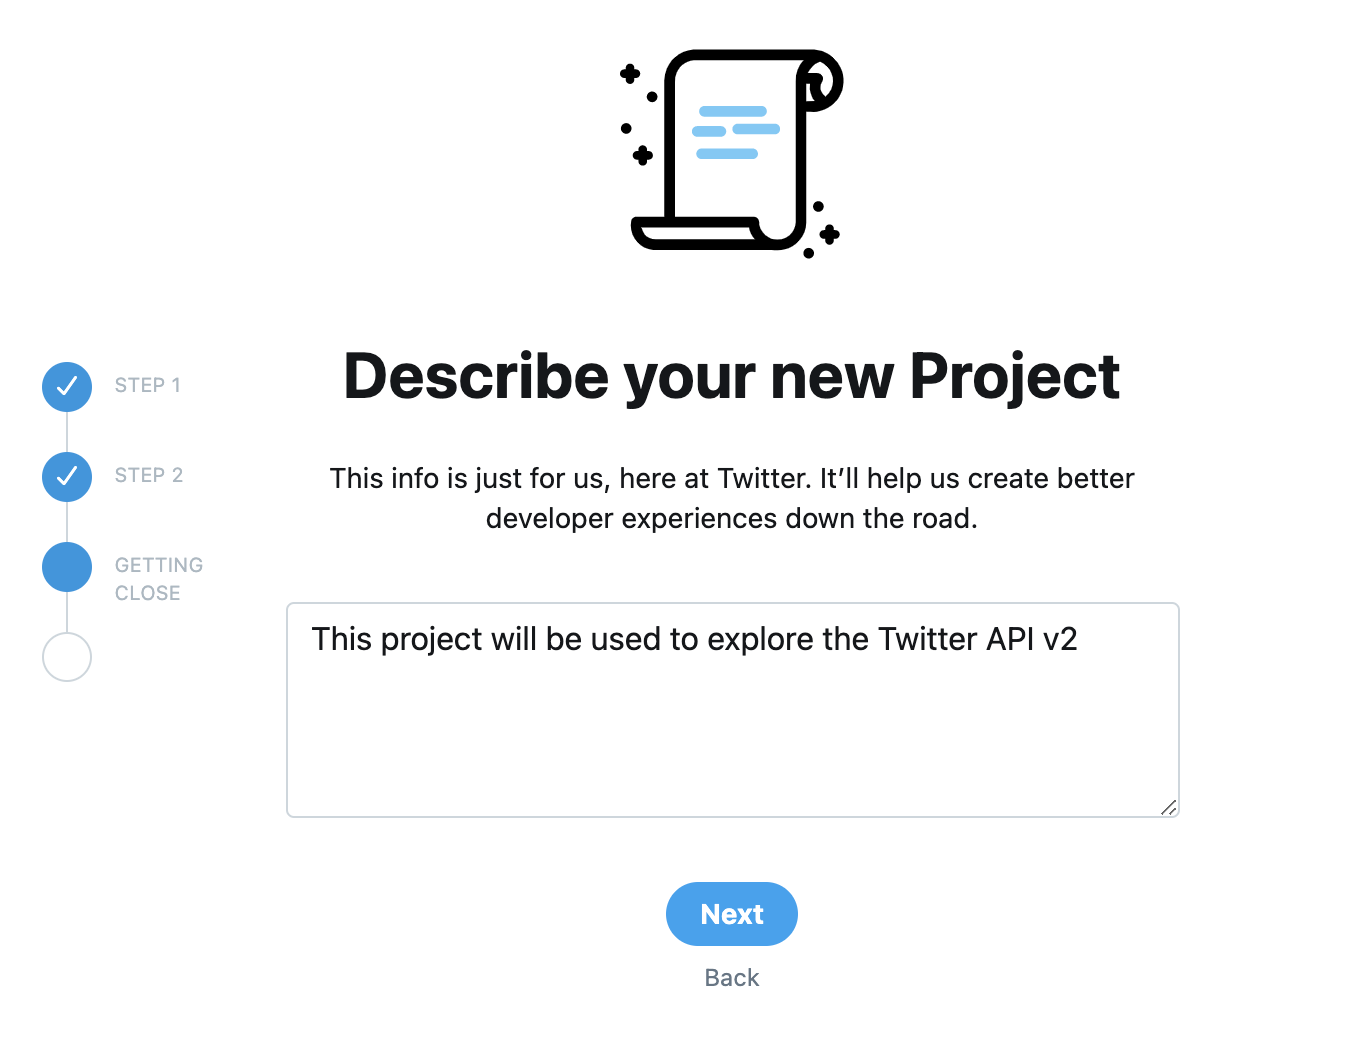 STEP 1
STEP 2
GETTING
CLOSE
Describe your new Project
This info is just for us, here at Twitter. It’ll help us create better
developer experiences down the road.
This project will be used to explore the Twitter API v2
Next
Back